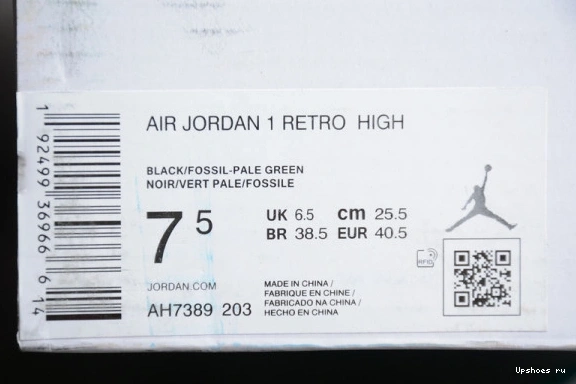 AIR JORDAN 1 RETRO HIGH
BLACK/FOSSIL-PALE GREEN
NOIR/VERT PALE/FOSSILE
7 5
UK 6.5 cm 25.5
BR 38.5 EUR 40.5
RFID
JORDAN.COM
AH7389 203
MADE IN CHINA /
FABRIQUE EN CHINE /
FABRICADO NA CHINA /
HECHO EN CHINA
1 92499 36966 6 14
Upshoes ru